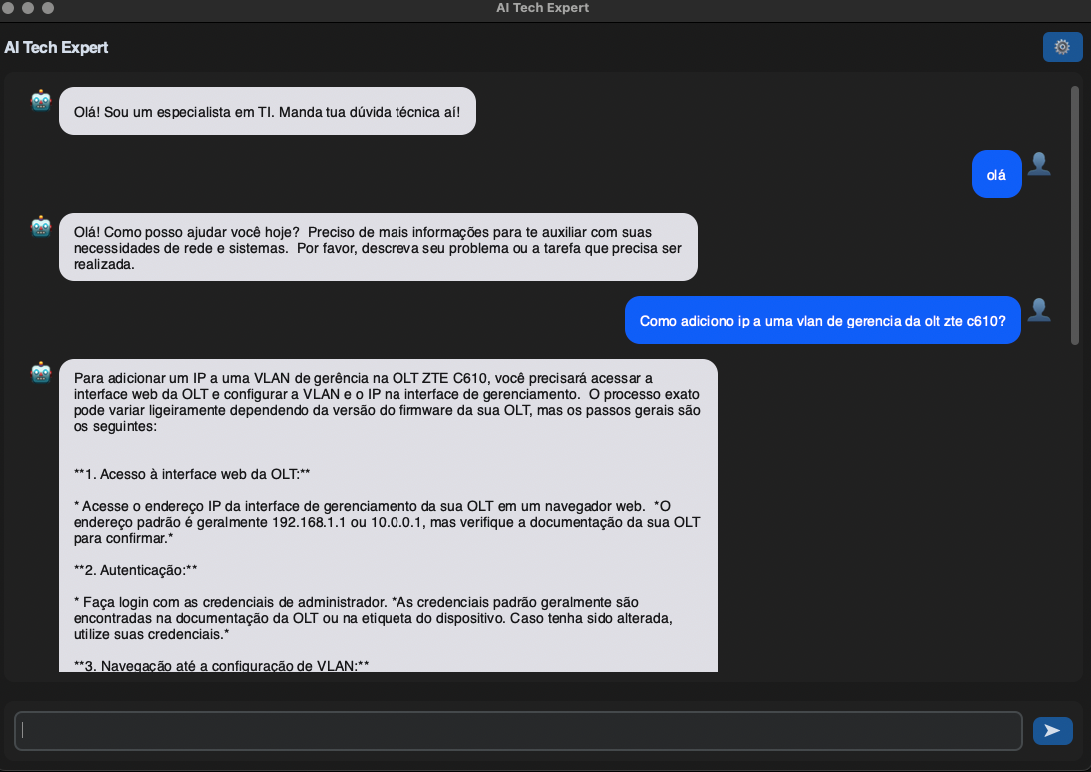 AI Tech Expert
AI Tech Expert
Olá! Sou um especialista em TI. Manda tua dúvida técnica aí!
olá
Olá! Como posso ajudar você hoje?  Preciso de mais informações para te auxiliar com suas
necessidades de rede e sistemas.  Por favor, descreva seu problema ou a tarefa que precisa ser
realizada.
Como adiciono ip a uma vlan de gerencia da olt zte c610?
Para adicionar um IP a uma VLAN de gerência na OLT ZTE C610, você precisará acessar a
interface web da OLT e configurar a VLAN e o IP na interface de gerenciamento.  O processo exato
pode variar ligeiramente dependendo da versão do firmware da sua OLT, mas os passos gerais são
os seguintes:
**1. Acesso à interface web da OLT:**
* Acesse o endereço IP da interface de gerenciamento da sua OLT em um navegador web.  *O
endereço padrão é geralmente 192.168.1.1 ou 10.0.0.1, mas verifique a documentação da sua OLT
para confirmar.*
**2. Autenticação:**
* Faça login com as credenciais de administrador. *As credenciais padrão geralmente são
encontradas na documentação da OLT ou na etiqueta do dispositivo. Caso tenha sido alterada,
utilize suas credenciais.*
**3. Navegação até a configuração de VLAN:**